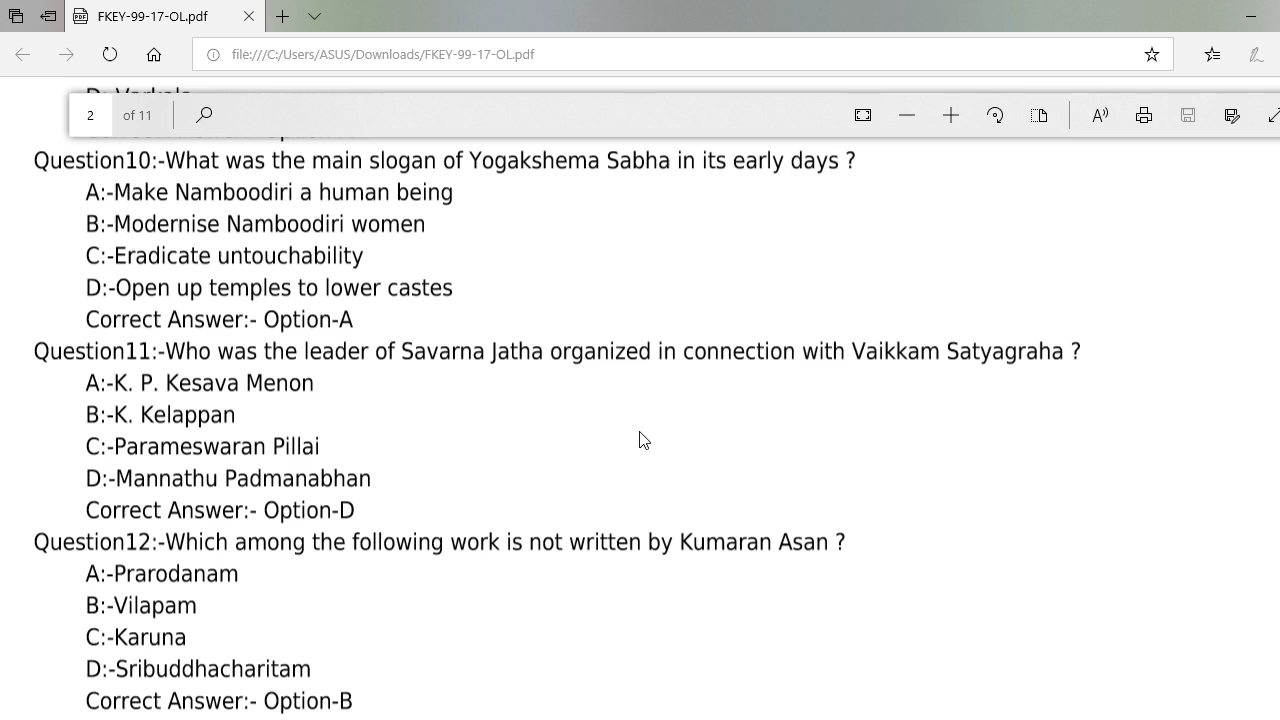 FKEY-99-17-OL.pdf
file:///C:/Users/ASUS/Downloads/FKEY-99-17-OL.pdf
2 of 11
Question10:-What was the main slogan of Yogakshema Sabha in its early days ?
A:-Make Namboodiri a human being
B:-Modernise Namboodiri women
C:-Eradicate untouchability
D:-Open up temples to lower castes
Correct Answer:- Option-A
Question11:-Who was the leader of Savarna Jatha organized in connection with Vaikkam Satyagraha ?
A:-K. P. Kesava Menon
B:-K. Kelappan
C:-Parameswaran Pillai
D:-Mannathu Padmanabhan
Correct Answer:- Option-D
Question12:-Which among the following work is not written by Kumaran Asan ?
A:-Prarodanam
B:-Vilapam
C:-Karuna
D:-Sribuddhacharitam
Correct Answer:- Option-B